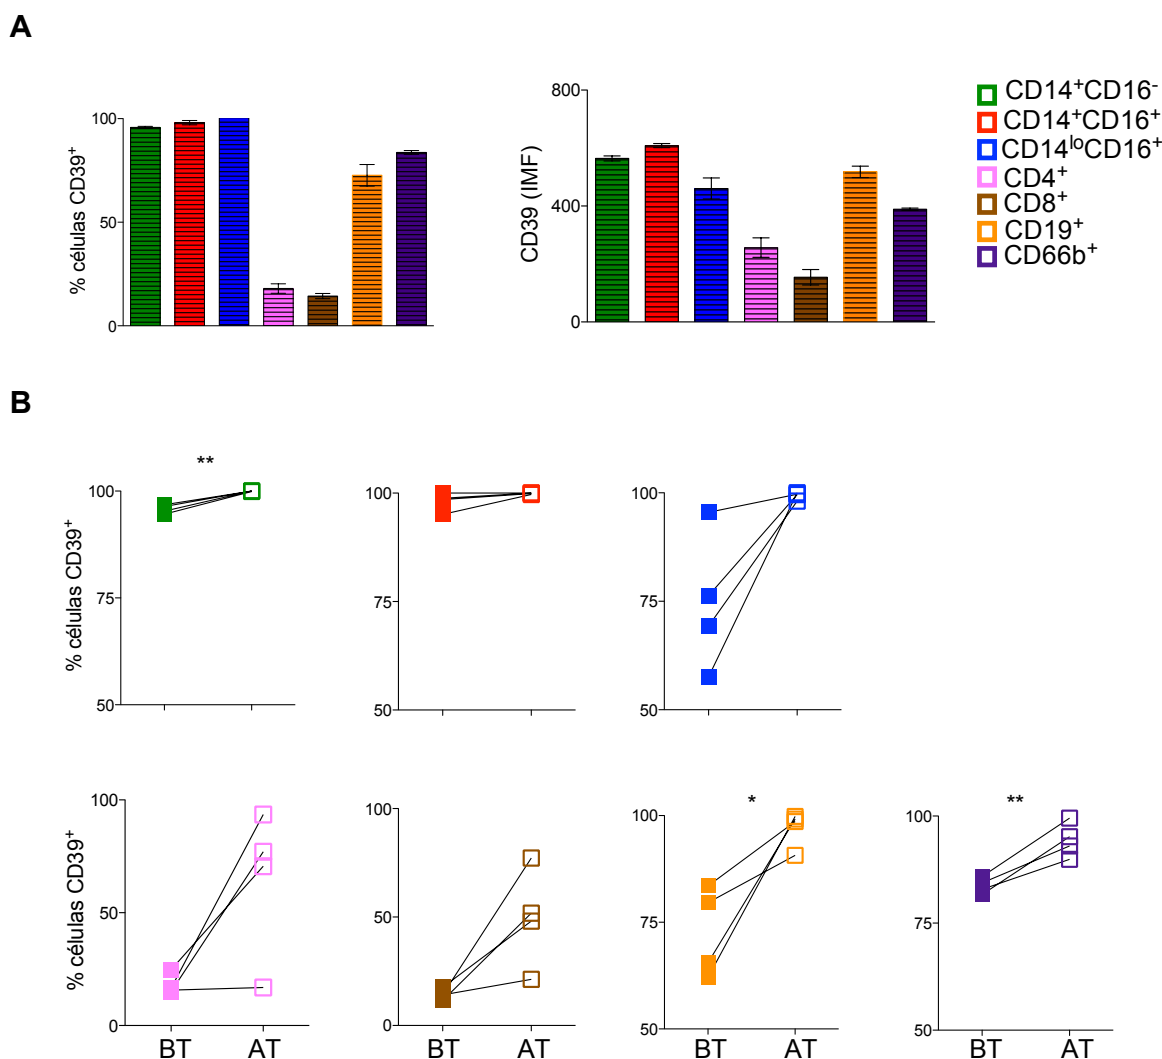 A
% células CD39⁺
100
50
0
CD39 (IMF)
800
400
0
CD14⁺CD16⁻
CD14⁺CD16⁺
CD14ˡᵒCD16⁺
CD4⁺
CD8⁺
CD19⁺
CD66b⁺
B
% células CD39⁺
**
100
75
50
100
75
50
100
75
50
% células CD39⁺
100
50
0
BT AT
100
50
0
BT AT
*
100
75
50
BT AT
**
100
75
50
BT AT